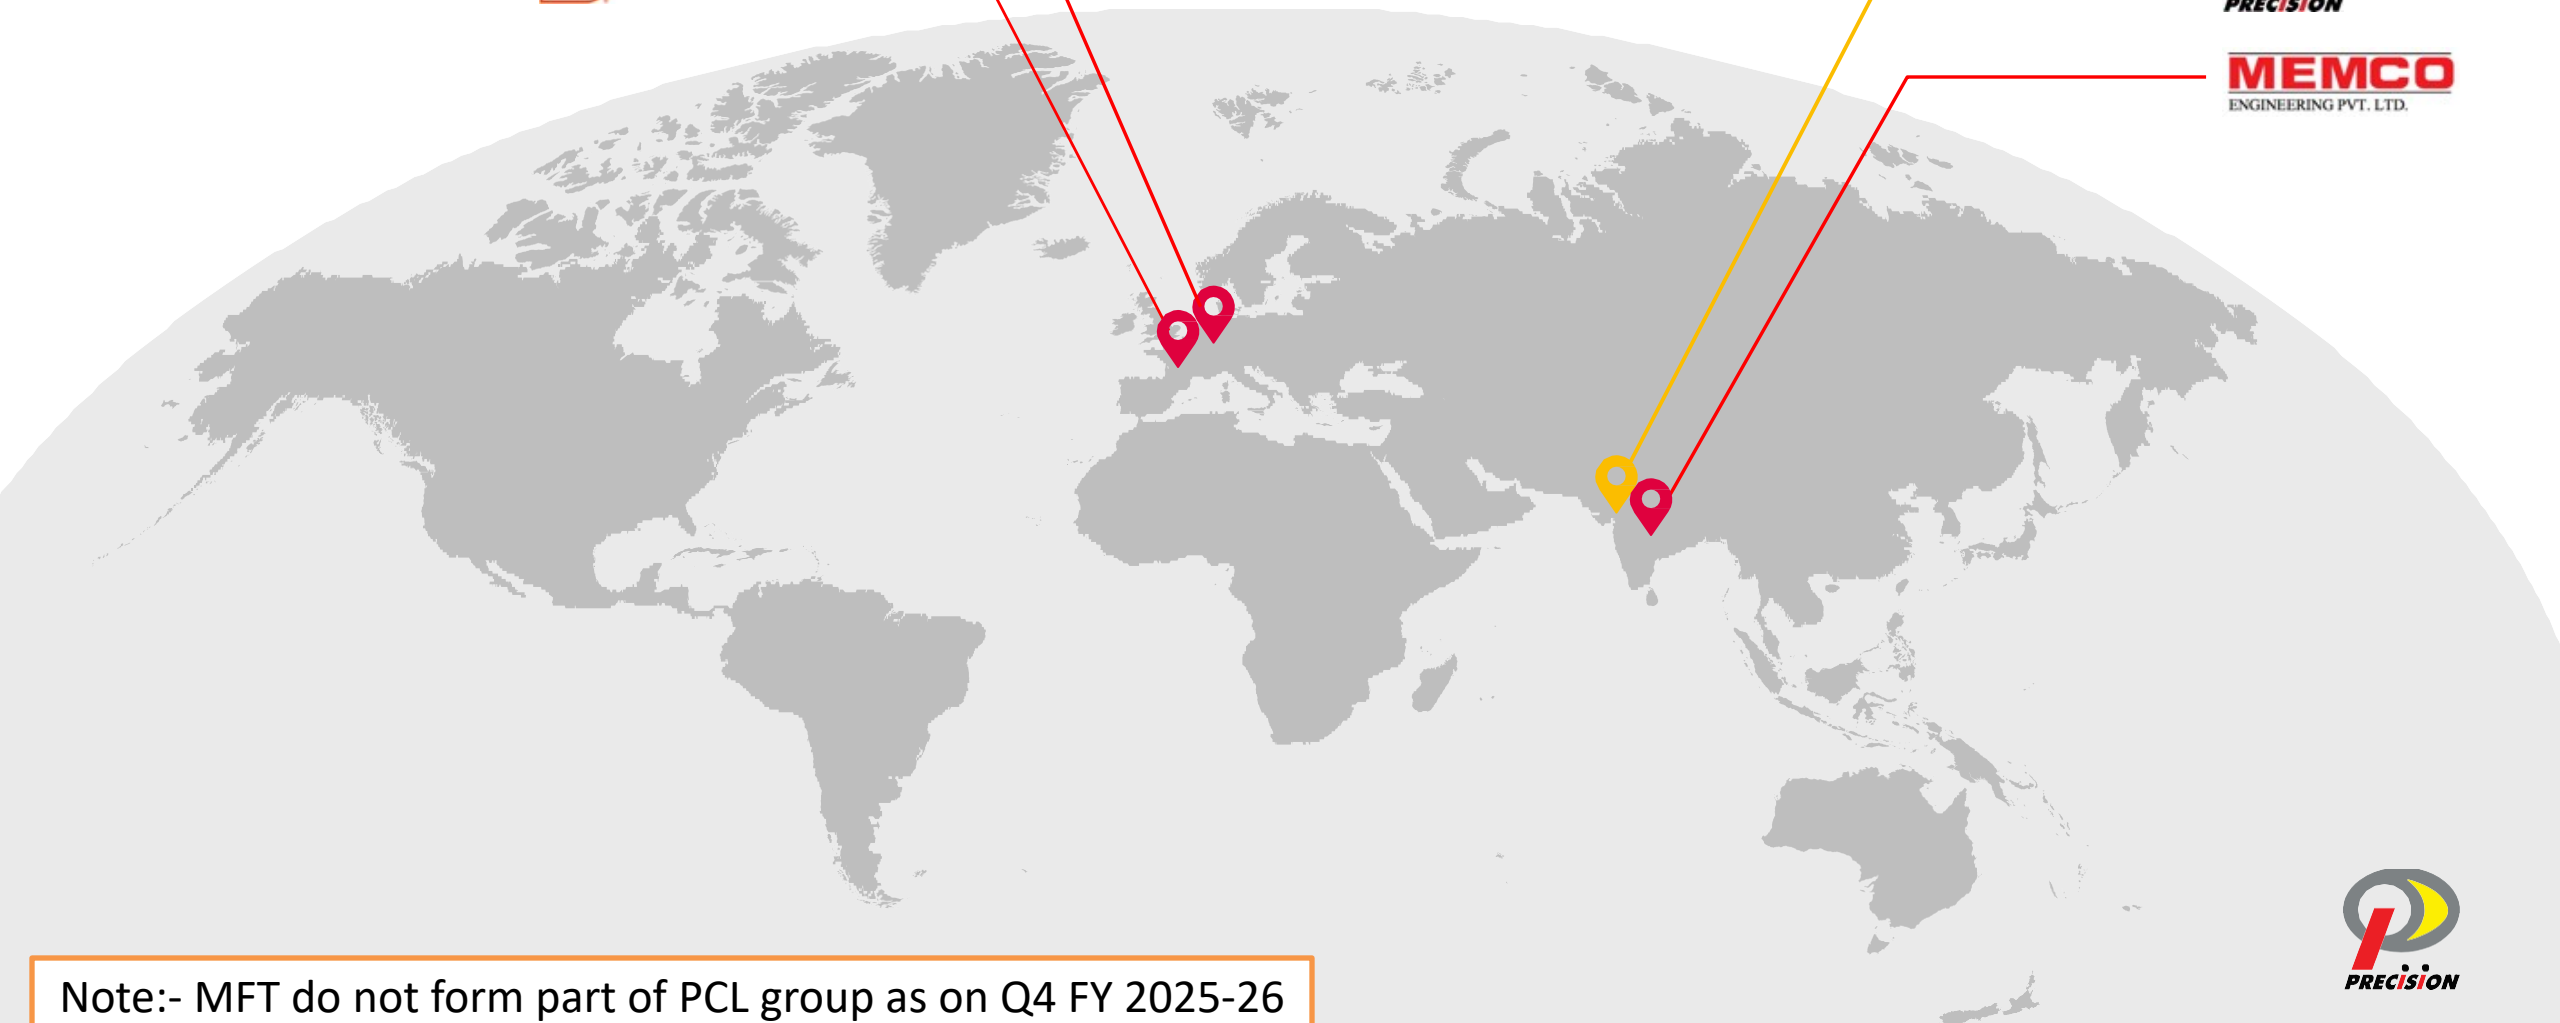 PRECISION
MEMCO
ENGINEERING PVT. LTD.
PRECISION
Note:- MFT do not form part of PCL group as on Q4 FY 2025-26